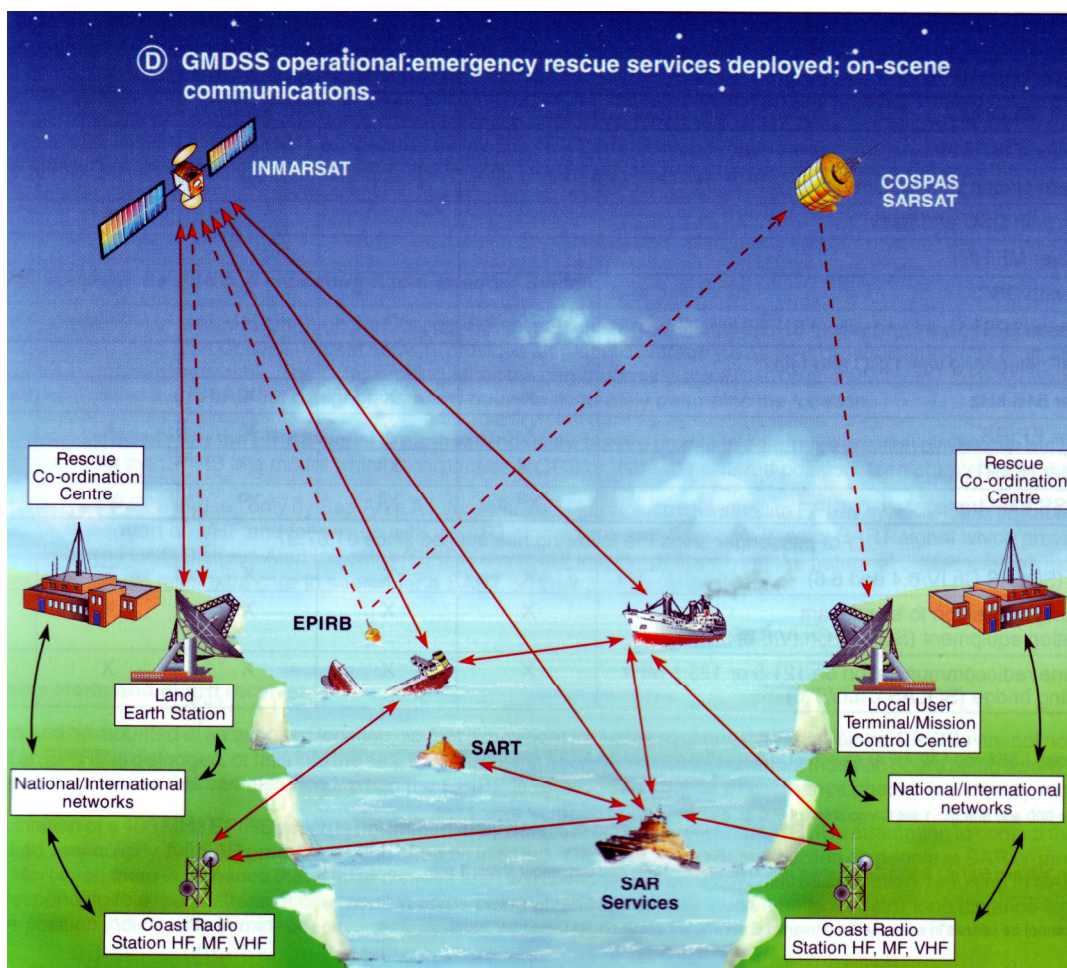 D GMDSS operational:emergency rescue services deployed; on-scene
communications.
INMARSAT
COSPAS
SARSAT
Rescue
Co-ordination
Centre
Rescue
Co-ordination
Centre
EPIRB
Land
Earth Station
Local User
Terminal/Mission
Control Centre
SART
National/International
networks
National/International
networks
SAR
Services
Coast Radio
Station HF, MF, VHF
Coast Radio
Station HF, MF, VHF